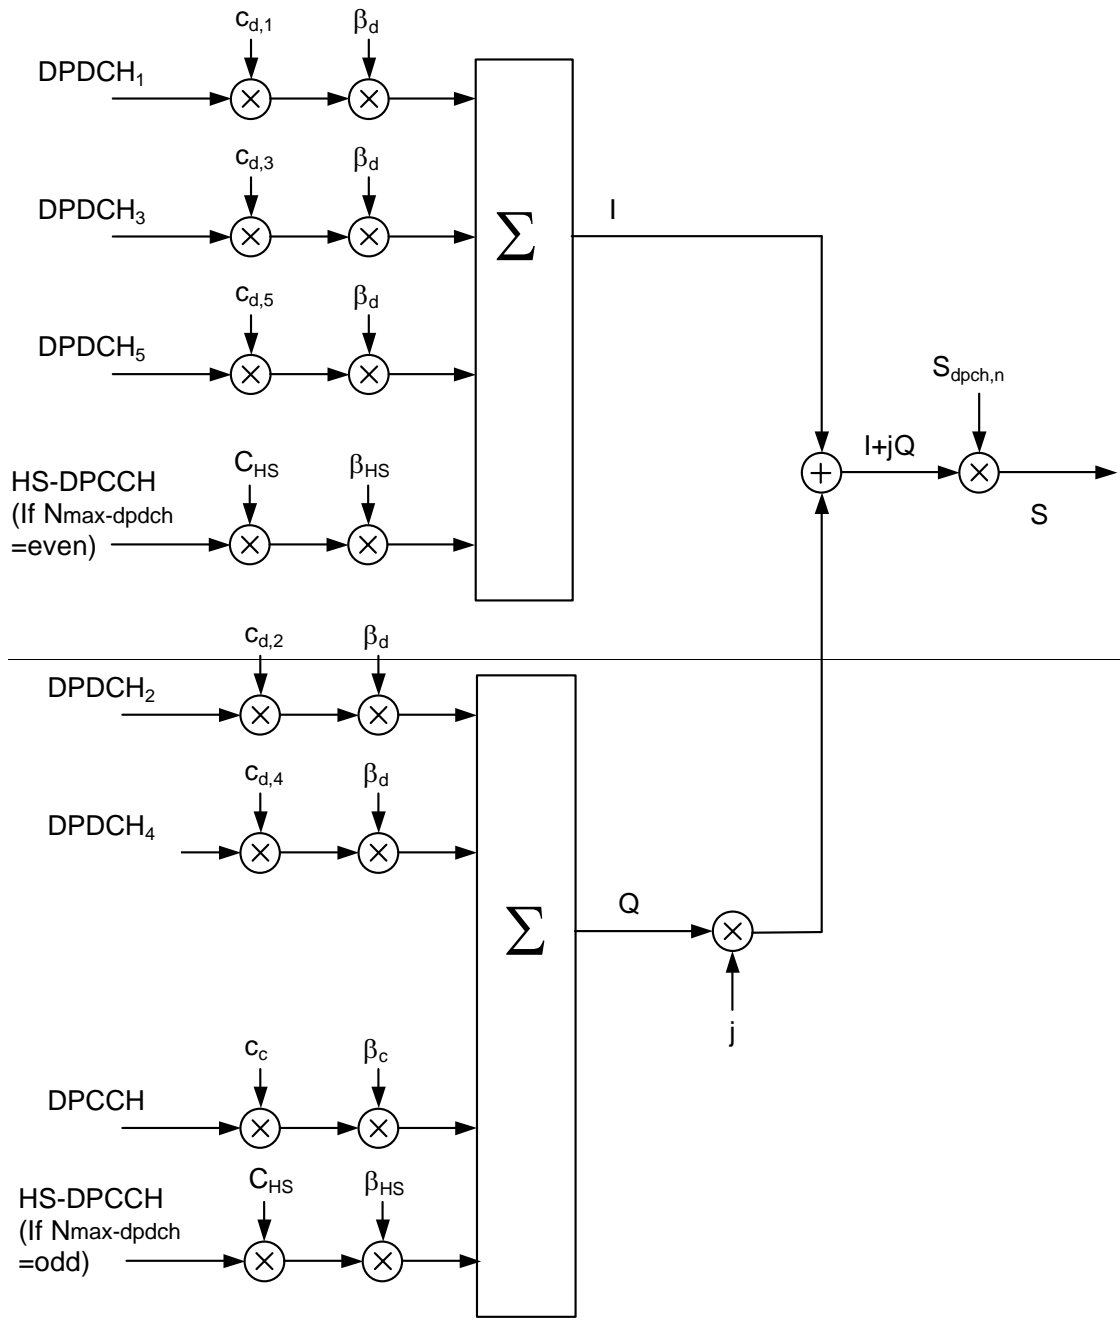 c_d,1 β_d
DPDCH_1
c_d,3 β_d
DPDCH_3
Σ
I
c_d,5 β_d
DPDCH_5
S_dpch,n
I+jQ
S
C_HS β_HS
HS-DPCCH
(If Nmax-dpdch
=even)
c_d,2 β_d
DPDCH_2
c_d,4 β_d
DPDCH_4
Σ
Q
j
c_c β_c
DPCCH
C_HS β_HS
HS-DPCCH
(If Nmax-dpdch
=odd)